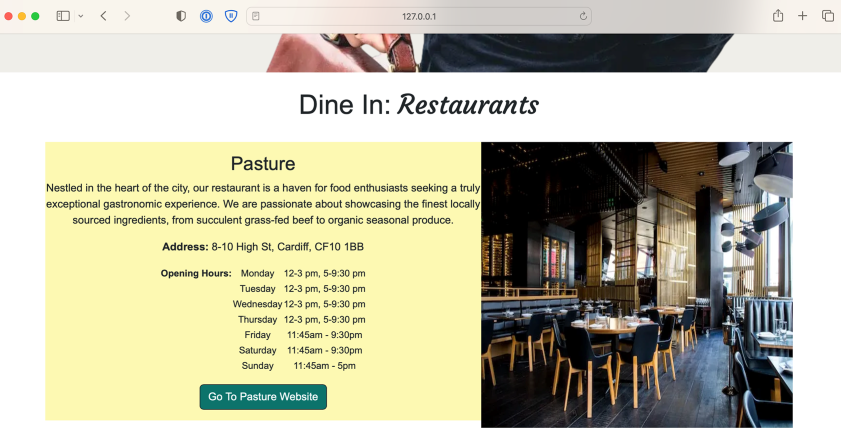 127.0.0.1
Dine In: Restaurants
Pasture
Nestled in the heart of the city, our restaurant is a haven for food enthusiasts seeking a truly
exceptional gastronomic experience. We are passionate about showcasing the finest locally
sourced ingredients, from succulent grass-fed beef to organic seasonal produce.
Address: 8-10 High St, Cardiff, CF10 1BB
Opening Hours: Monday 12-3 pm, 5-9:30 pm
Tuesday 12-3 pm, 5-9:30 pm
Wednesday 12-3 pm, 5-9:30 pm
Thursday 12-3 pm, 5-9:30 pm
Friday 11:45am - 9:30pm
Saturday 11:45am - 9:30pm
Sunday 11:45am - 5pm
Go To Pasture Website